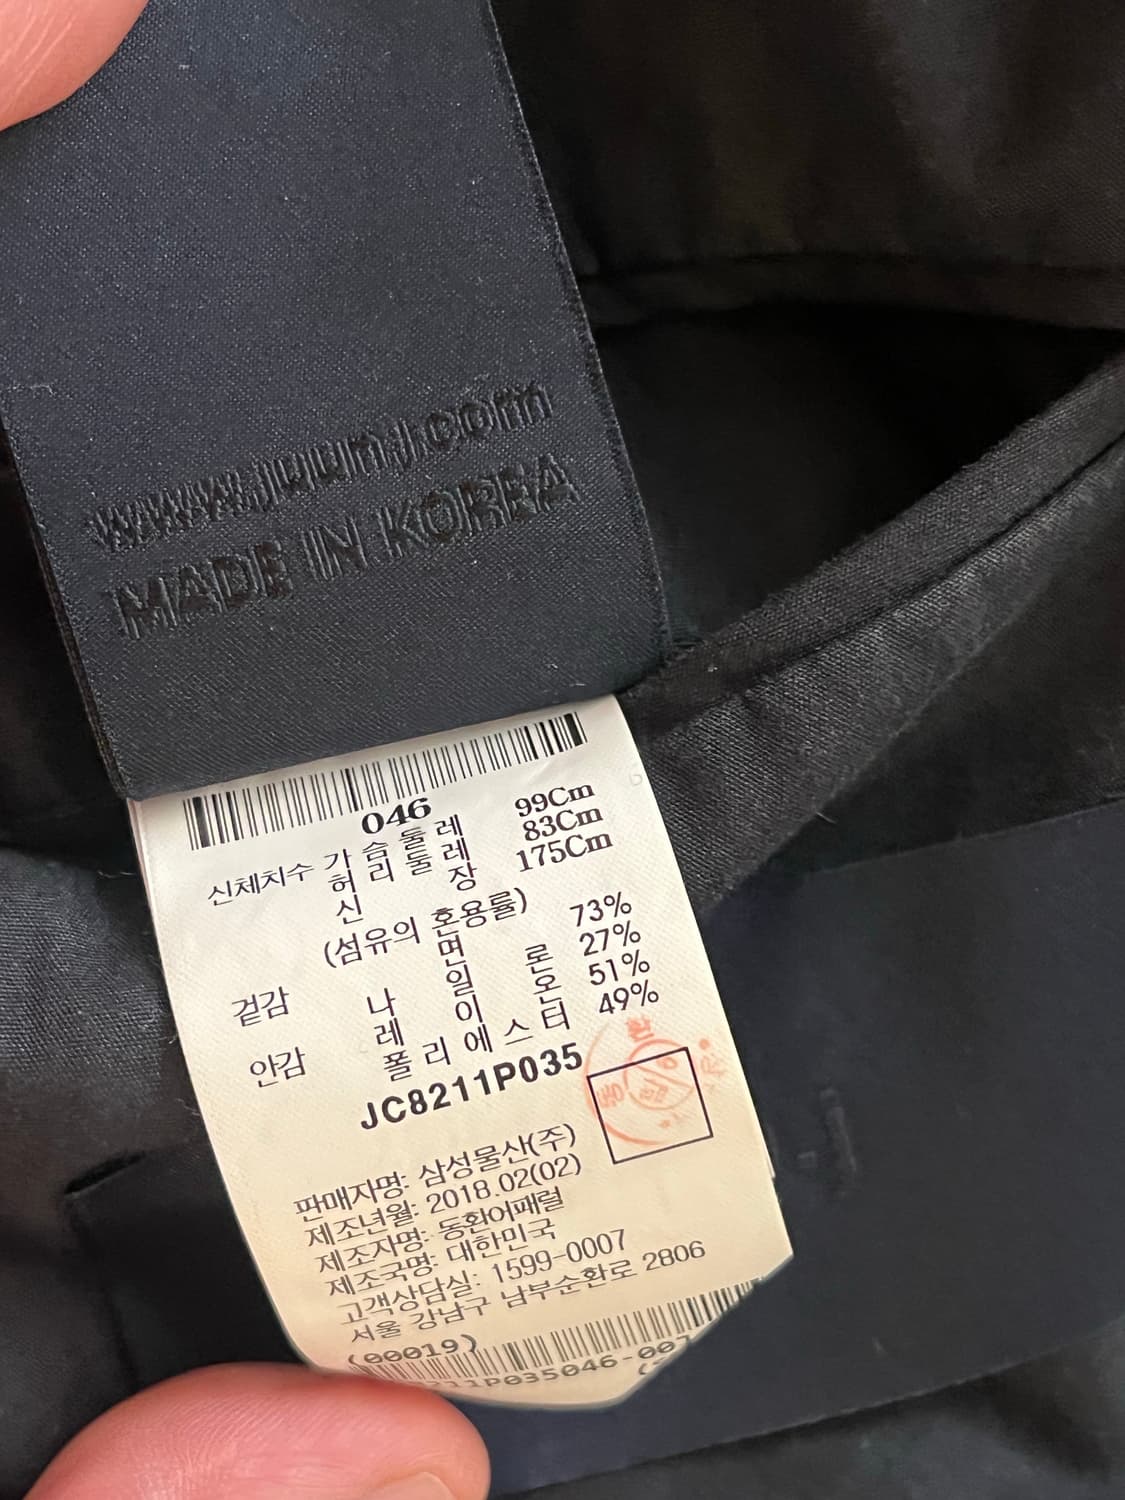 www.juunj.com
MADE IN KOREA
046
신체치수 가슴둘레 99Cm
허리둘레 83Cm
신장 175Cm
(섬유의 혼용률)
겉감 면 73%
나일론 27%
안감 레이온 51%
폴리에스터 49%
JC8211P035
판매자명: 삼성물산(주)
제조년월: 2018.02(02)
제조자명: 동환어패럴
제조국명: 대한민국
고객상담실: 1599-0007
서울 강남구 남부순환로 2806
(00019)
211P035046-007